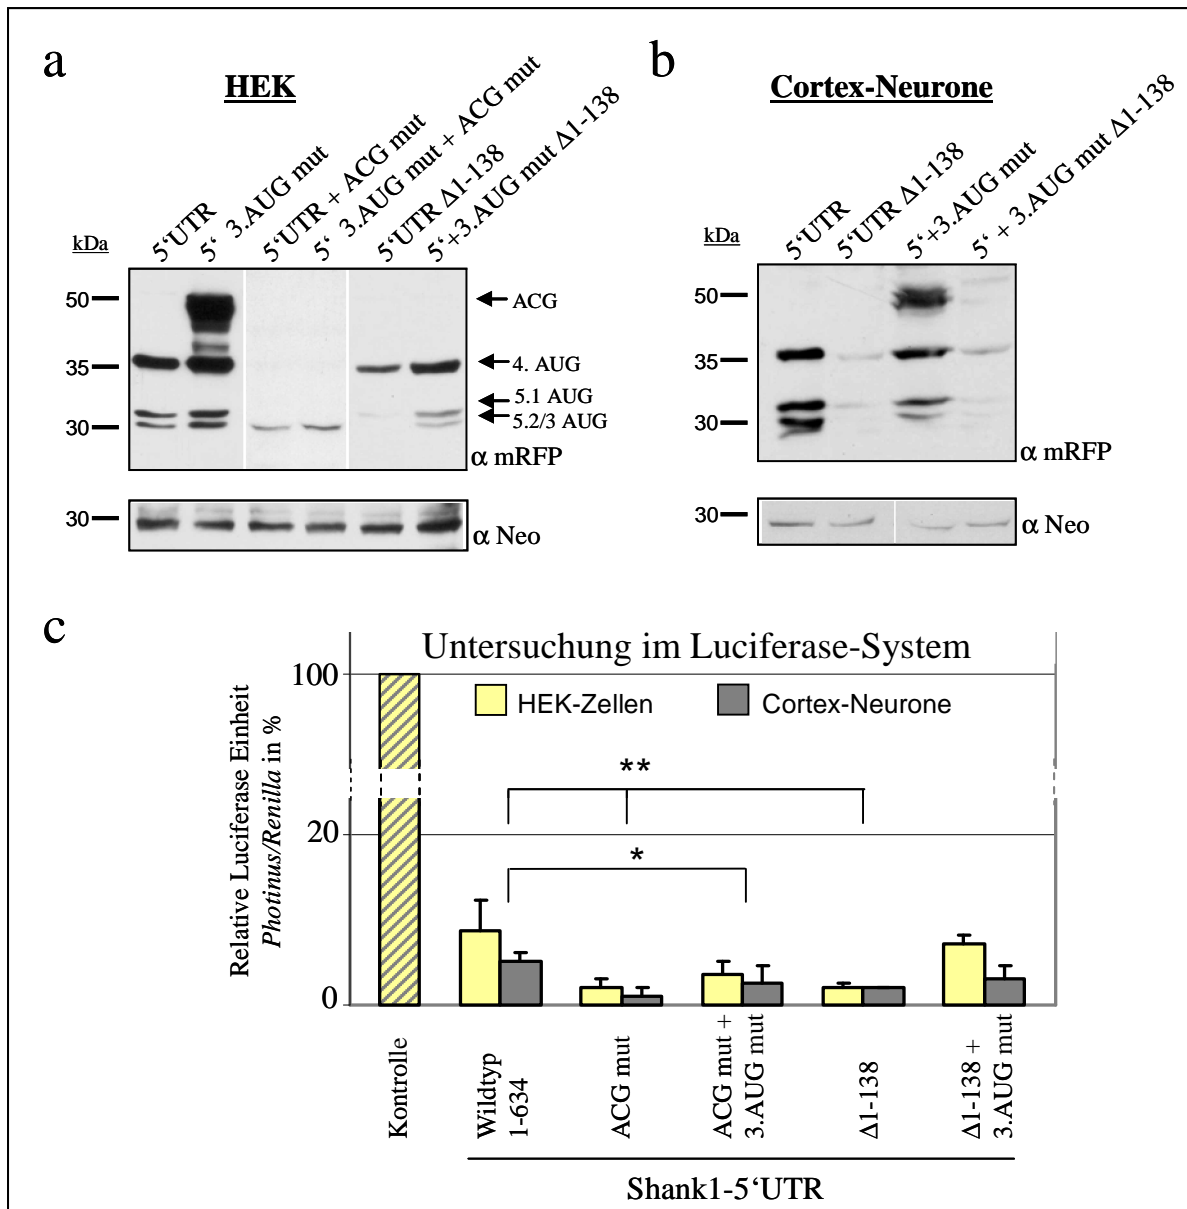 a
HEK
5‘UTR
5‘ 3.AUG mut
5‘UTR + ACG mut
5‘ 3.AUG mut + ACG mut
5‘UTR Δ1-138
5‘+3.AUG mut Δ1-138
kDa
50
35
30
ACG
4. AUG
5.1 AUG
5.2/3 AUG
α mRFP
30
α Neo
b
Cortex-Neurone
5‘UTR
5‘UTR Δ1-138
5‘+3.AUG mut
5‘ + 3.AUG mut Δ1-138
kDa
50
35
30
α mRFP
30
α Neo
c
Untersuchung im Luciferase-System
Relative Luciferase Einheit
Photinus/Renilla in %
100
20
0
HEK-Zellen
Cortex-Neurone
**
*
Kontrolle
Wildtyp
1-634
ACG mut
ACG mut +
3.AUG mut
Δ1-138
Δ1-138 +
3.AUG mut
Shank1-5‘UTR